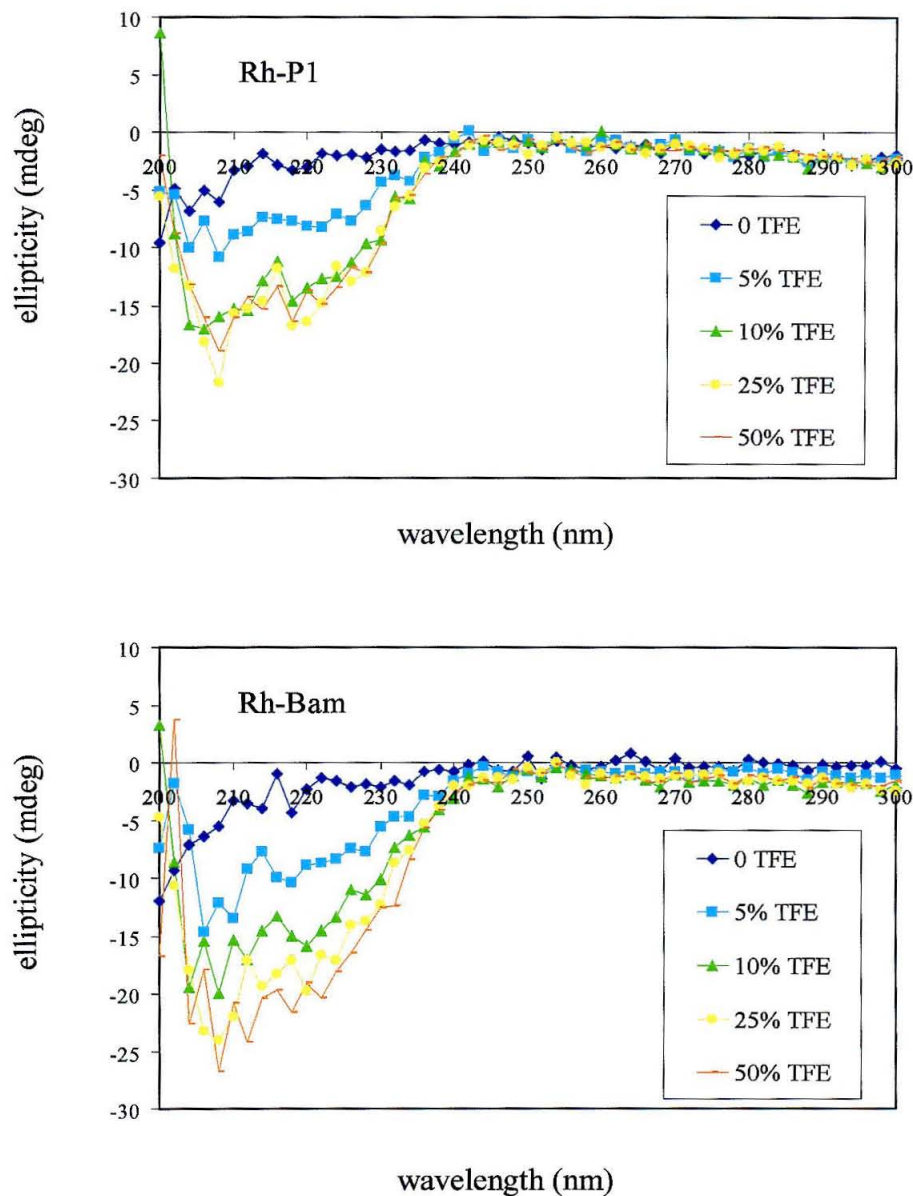 10
5
0
-5
-10
-15
-20
-25
-30
ellipticity (mdeg)
Rh-P1
200 210 220 230 240 250 260 270 280 290 300
0 TFE
5% TFE
10% TFE
25% TFE
50% TFE
wavelength (nm)
10
5
0
-5
-10
-15
-20
-25
-30
ellipticity (mdeg)
Rh-Bam
200 210 220 230 240 250 260 270 280 290 300
0 TFE
5% TFE
10% TFE
25% TFE
50% TFE
wavelength (nm)